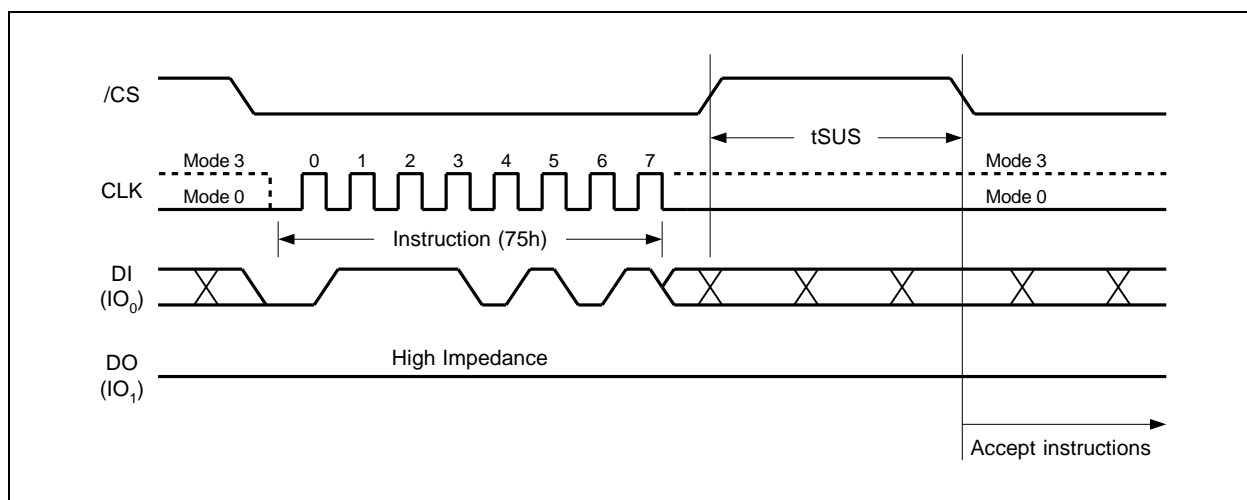 /CS
tSUS
Mode 3 0 1 2 3 4 5 6 7 Mode 3
CLK
Mode 0 Mode 0
Instruction (75h)
DI
(IO0)
High Impedance
DO
(IO1)
Accept instructions